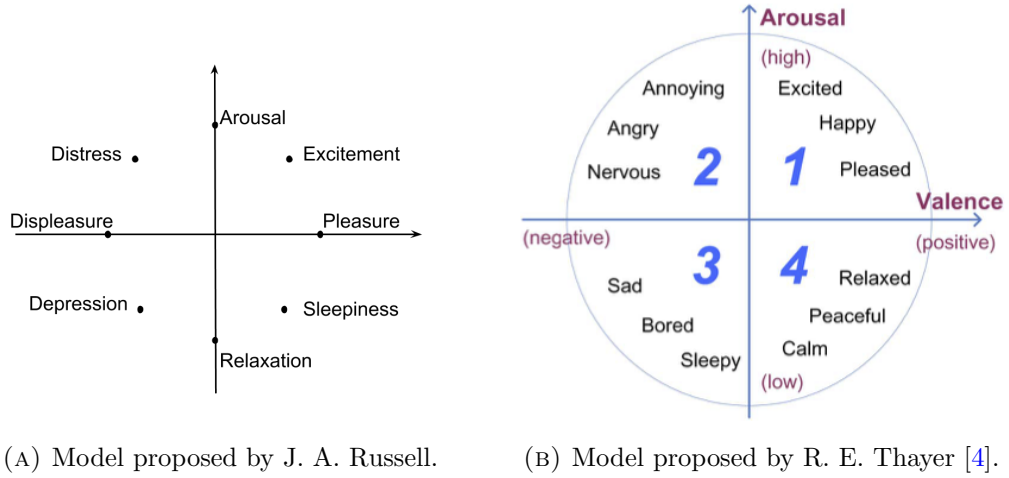 Arousal
Distress
Excitement
Displeasure
Pleasure
Depression
Sleepiness
Relaxation
(A) Model proposed by J. A. Russell.
Arousal
(high)
Annoying
Excited
Angry
Happy
Nervous
2
1
Pleased
Valence
(negative)
(positive)
3
4
Sad
Relaxed
Bored
Peaceful
Sleepy
Calm
(low)
(B) Model proposed by R. E. Thayer [4].